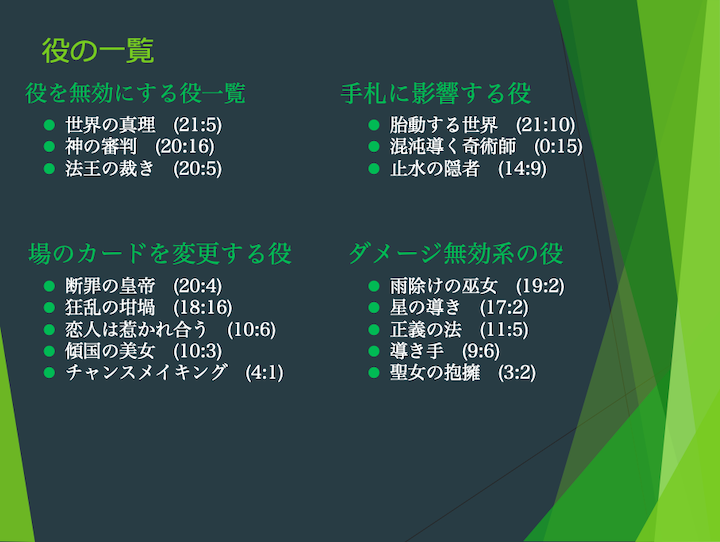 役の一覧
役を無効にする役一覧
世界の真理 (21:5)
神の審判 (20:16)
法王の裁き (20:5)
手札に影響する役
胎動する世界 (21:10)
混沌導く奇術師 (0:15)
止水の隠者 (14:9)
場のカードを変更する役
断罪の皇帝 (20:4)
狂乱の坩堝 (18:16)
恋人は惹かれ合う (10:6)
傾国の美女 (10:3)
チャンスメイキング (4:1)
ダメージ無効系の役
雨除けの巫女 (19:2)
星の導き (17:2)
正義の法 (11:5)
導き手 (9:6)
聖女の抱擁 (3:2)